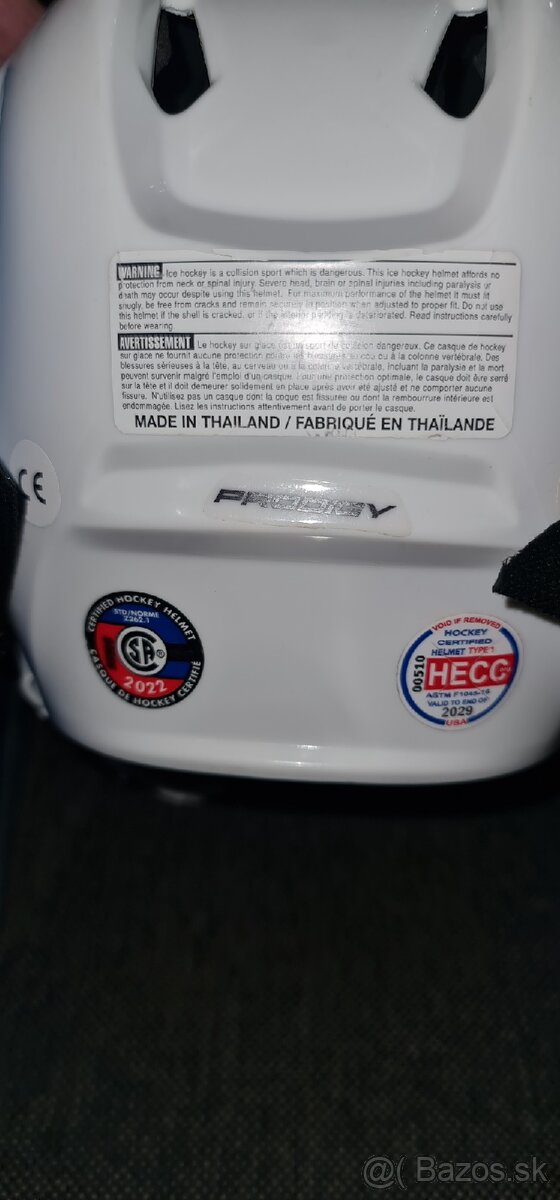 WARNING Ice hockey is a collision sport which is dangerous. This ice hockey helmet affords no
protection from neck or spinal injury. Severe head, brain or spinal injuries including paralysis or
death may occur despite using this helmet. For maximum performance of the helmet it must fit
snugly, be free from cracks and remain securely in position when adjusted to proper fit. Do not use
this helmet if the shell is cracked, or if the interior padding is deteriorated. Read instructions carefully
before wearing.
AVERTISSEMENT Le hockey sur glace est un sport de collision dangereux. Ce casque de hockey
sur glace ne fournit aucune protection contre les blessures au cou ou à la colonne vertébrale. Des
blessures sérieuses à la tête, au cerveau ou à la colonne vertébrale, incluant la paralysie et la mort
peuvent survenir malgré l'emploi d'un casque. Pour une protection optimale, le casque doit être serré
sur la tête et il doit demeurer solidement en place après avoir été ajusté et ne comporter aucune
fissure. N'utilisez pas un casque dont la coque est fissurée ou dont la rembourrure intérieure est
endommagée. Lisez les instructions attentivement avant de porter le casque.
MADE IN THAILAND / FABRIQUÉ EN THAÏLANDE
CE
PRODIGY
CERTIFIED HOCKEY HELMET
STD/NORME
Z262.1
CSA ®
2022
CASQUE DE HOCKEY CERTIFIÉ
VOID IF REMOVED
HOCKEY
CERTIFIED
HELMET TYPE 1
00510
HECC.org
ASTM F1045-16
VALID TO END OF
2029
USA
@( Bazos.sk